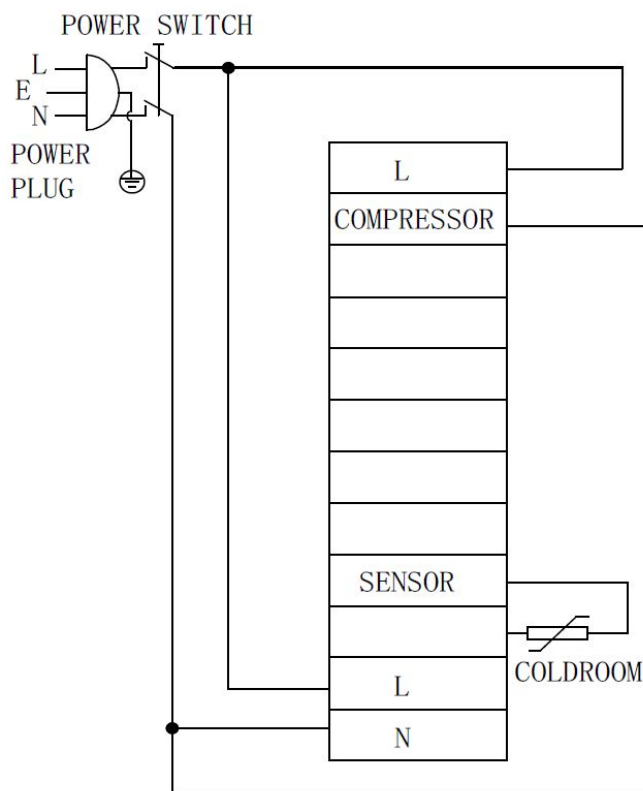 POWER SWITCH
L
E
N
POWER
PLUG
L
COMPRESSOR
SENSOR
COLDROOM
L
N